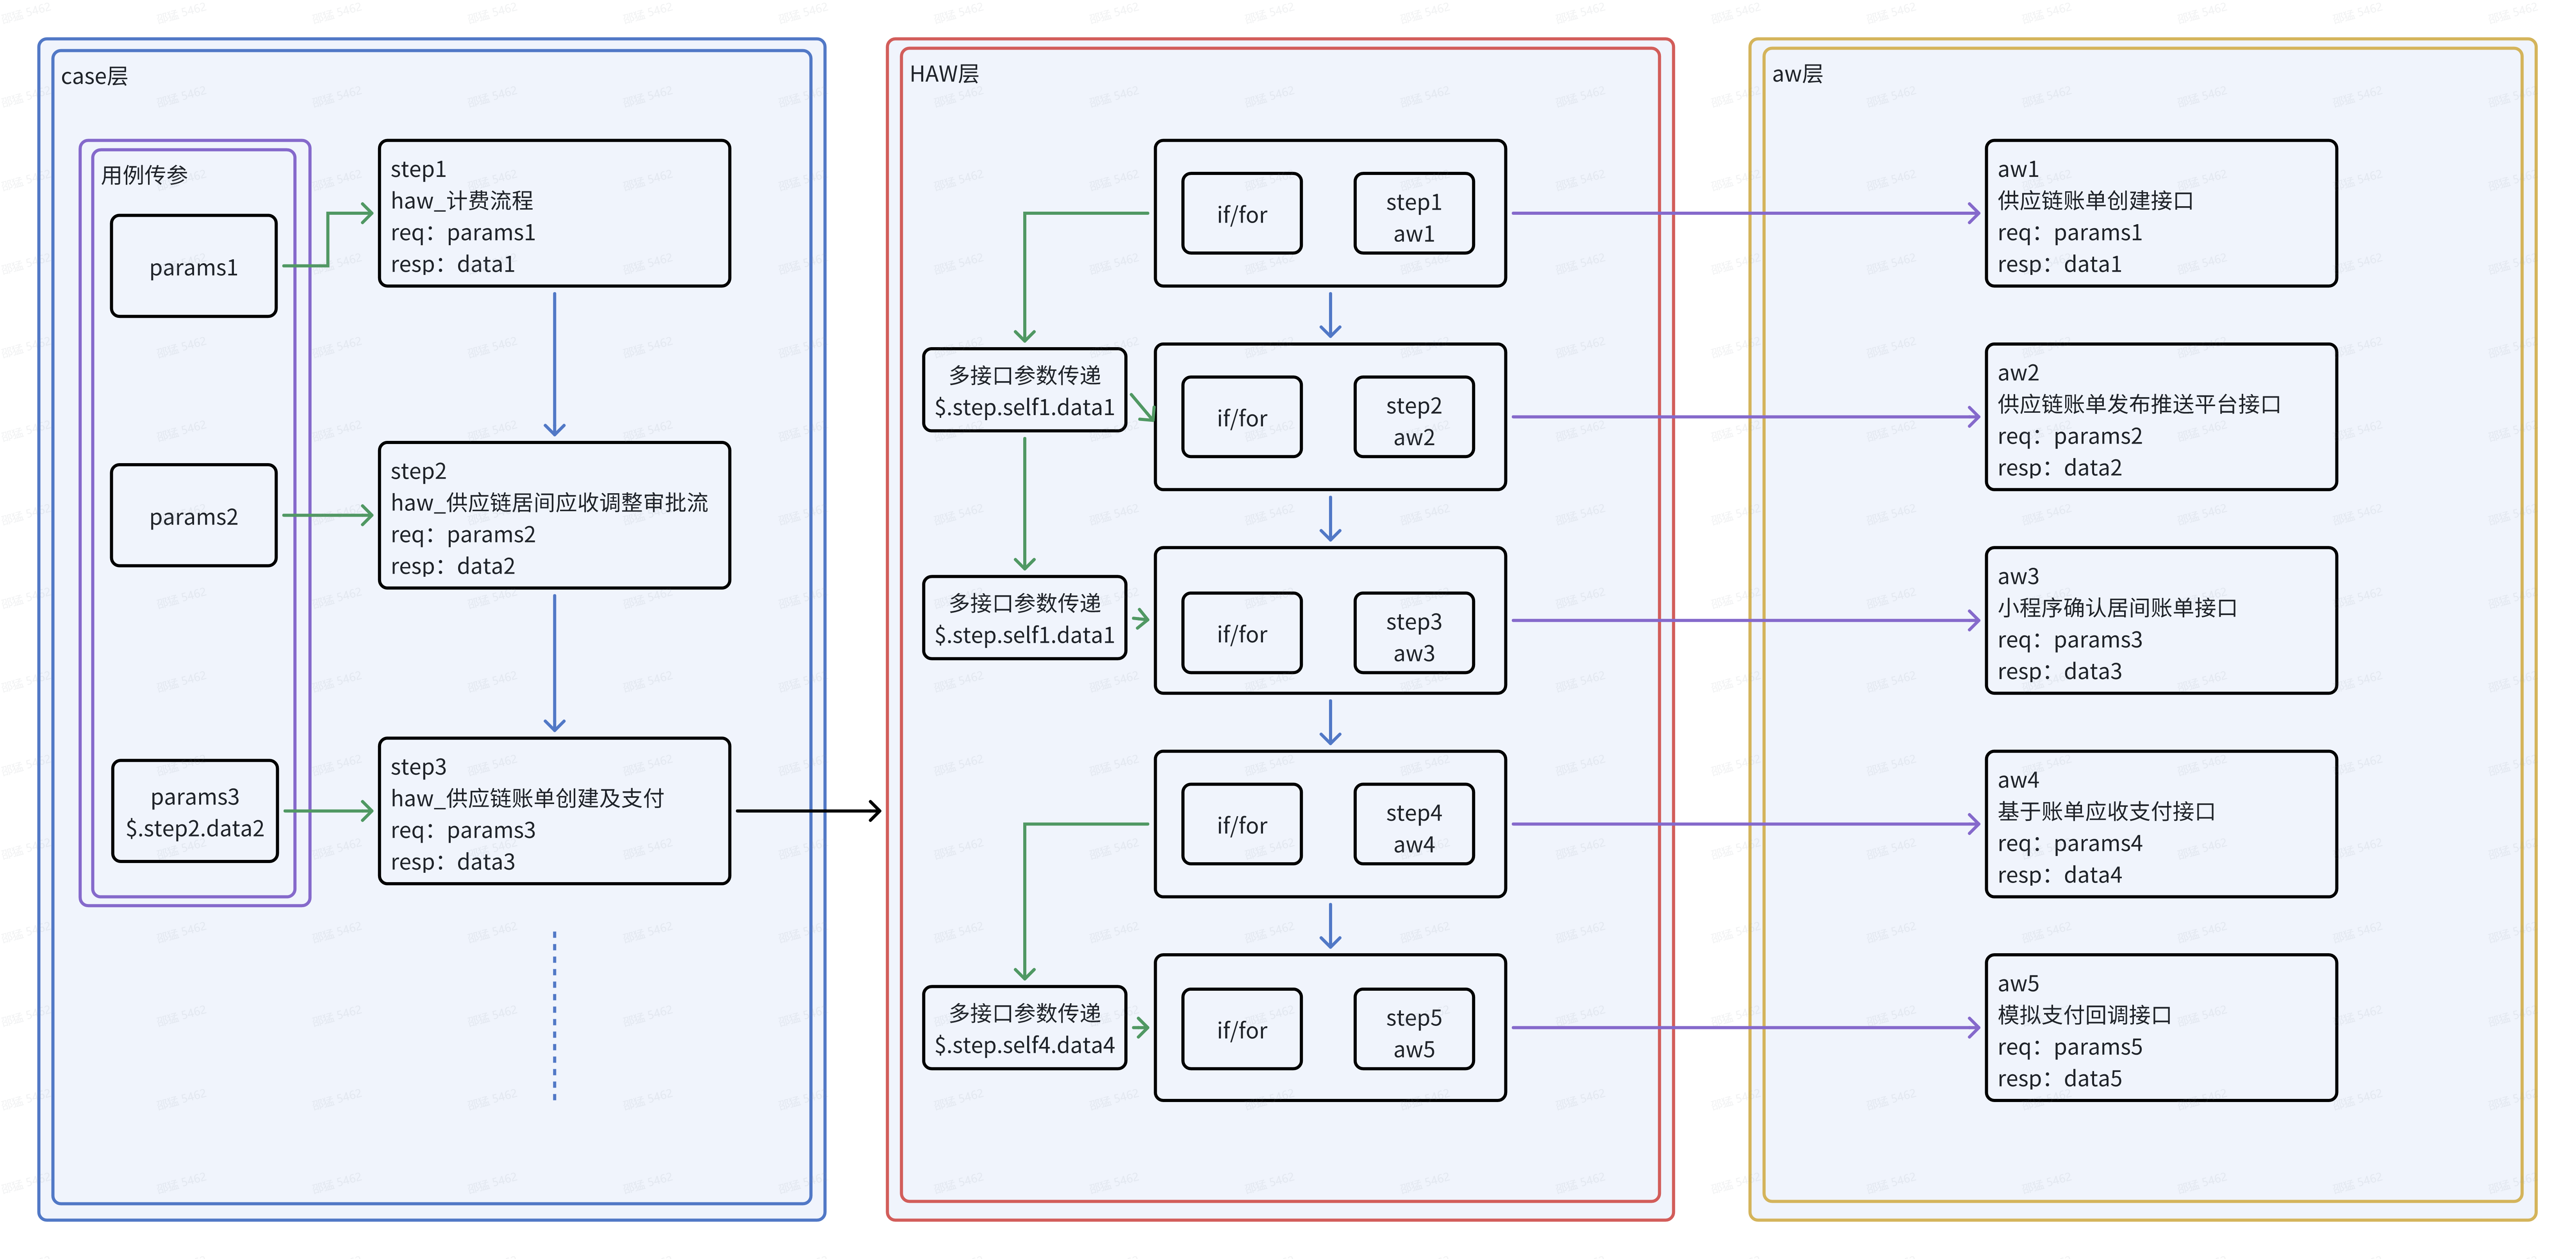 case层
用例传参
params1
params2
params3
$.step2.data2
step1
haw_计费流程
req：params1
resp：data1
step2
haw_供应链居间应收调整审批流
req：params2
resp：data2
step3
haw_供应链账单创建及支付
req：params3
resp：data3
HAW层
if/for
step1
aw1
多接口参数传递
$.step.self1.data1
if/for
step2
aw2
多接口参数传递
$.step.self1.data1
if/for
step3
aw3
if/for
step4
aw4
多接口参数传递
$.step.self4.data4
if/for
step5
aw5
aw层
aw1
供应链账单创建接口
req：params1
resp：data1
aw2
供应链账单发布推送平台接口
req：params2
resp：data2
aw3
小程序确认居间账单接口
req：params3
resp：data3
aw4
基于账单应收支付接口
req：params4
resp：data4
aw5
模拟支付回调接口
req：params5
resp：data5